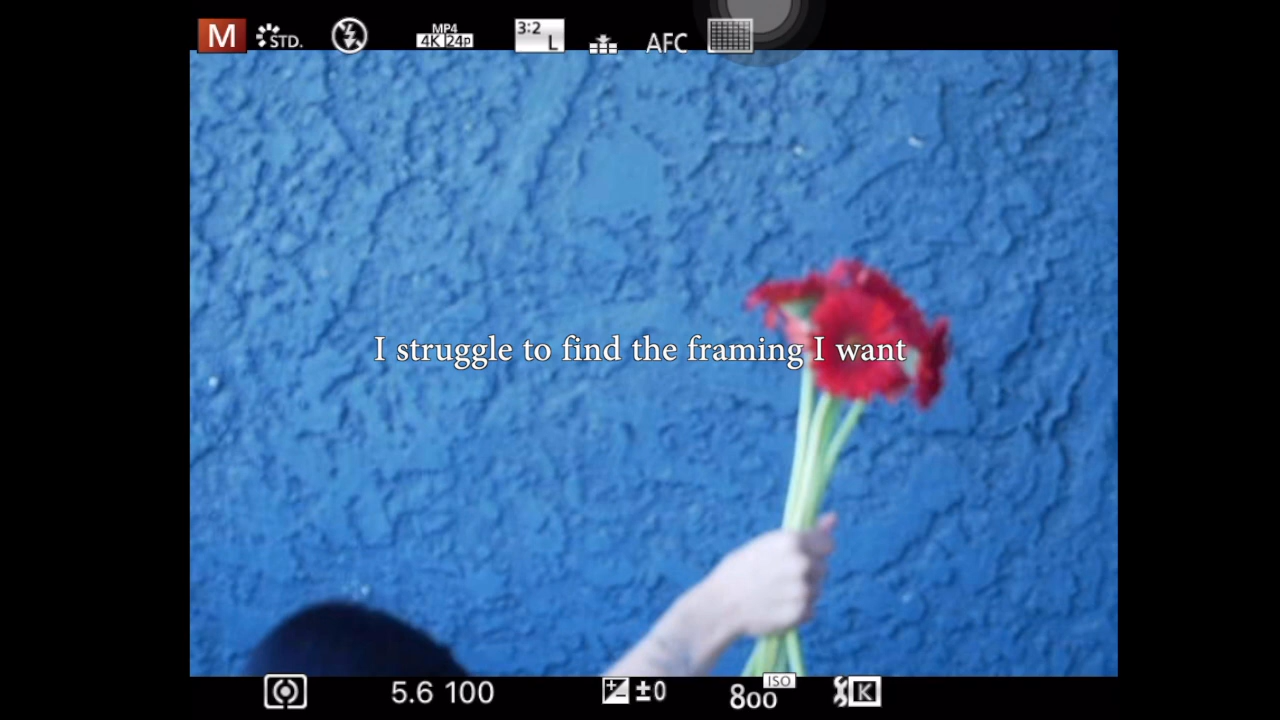 M STD. MP4 4K 24p 3:2 L AFC
I struggle to find the framing I want
5.6 100 ±0 800 ISO K